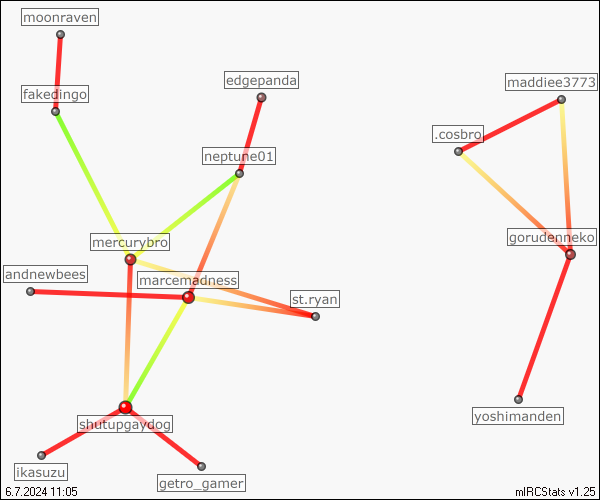 moonraven
edgepanda
maddiee3773
fakedingo
.cosbro
neptune01
mercurybro
gorudenneko
andnewbees
marcemadness
st.ryan
shutupgaydog
yoshimanden
ikasuzu
getro_gamer
6.7.2024 11:05
mIRCStats v1.25